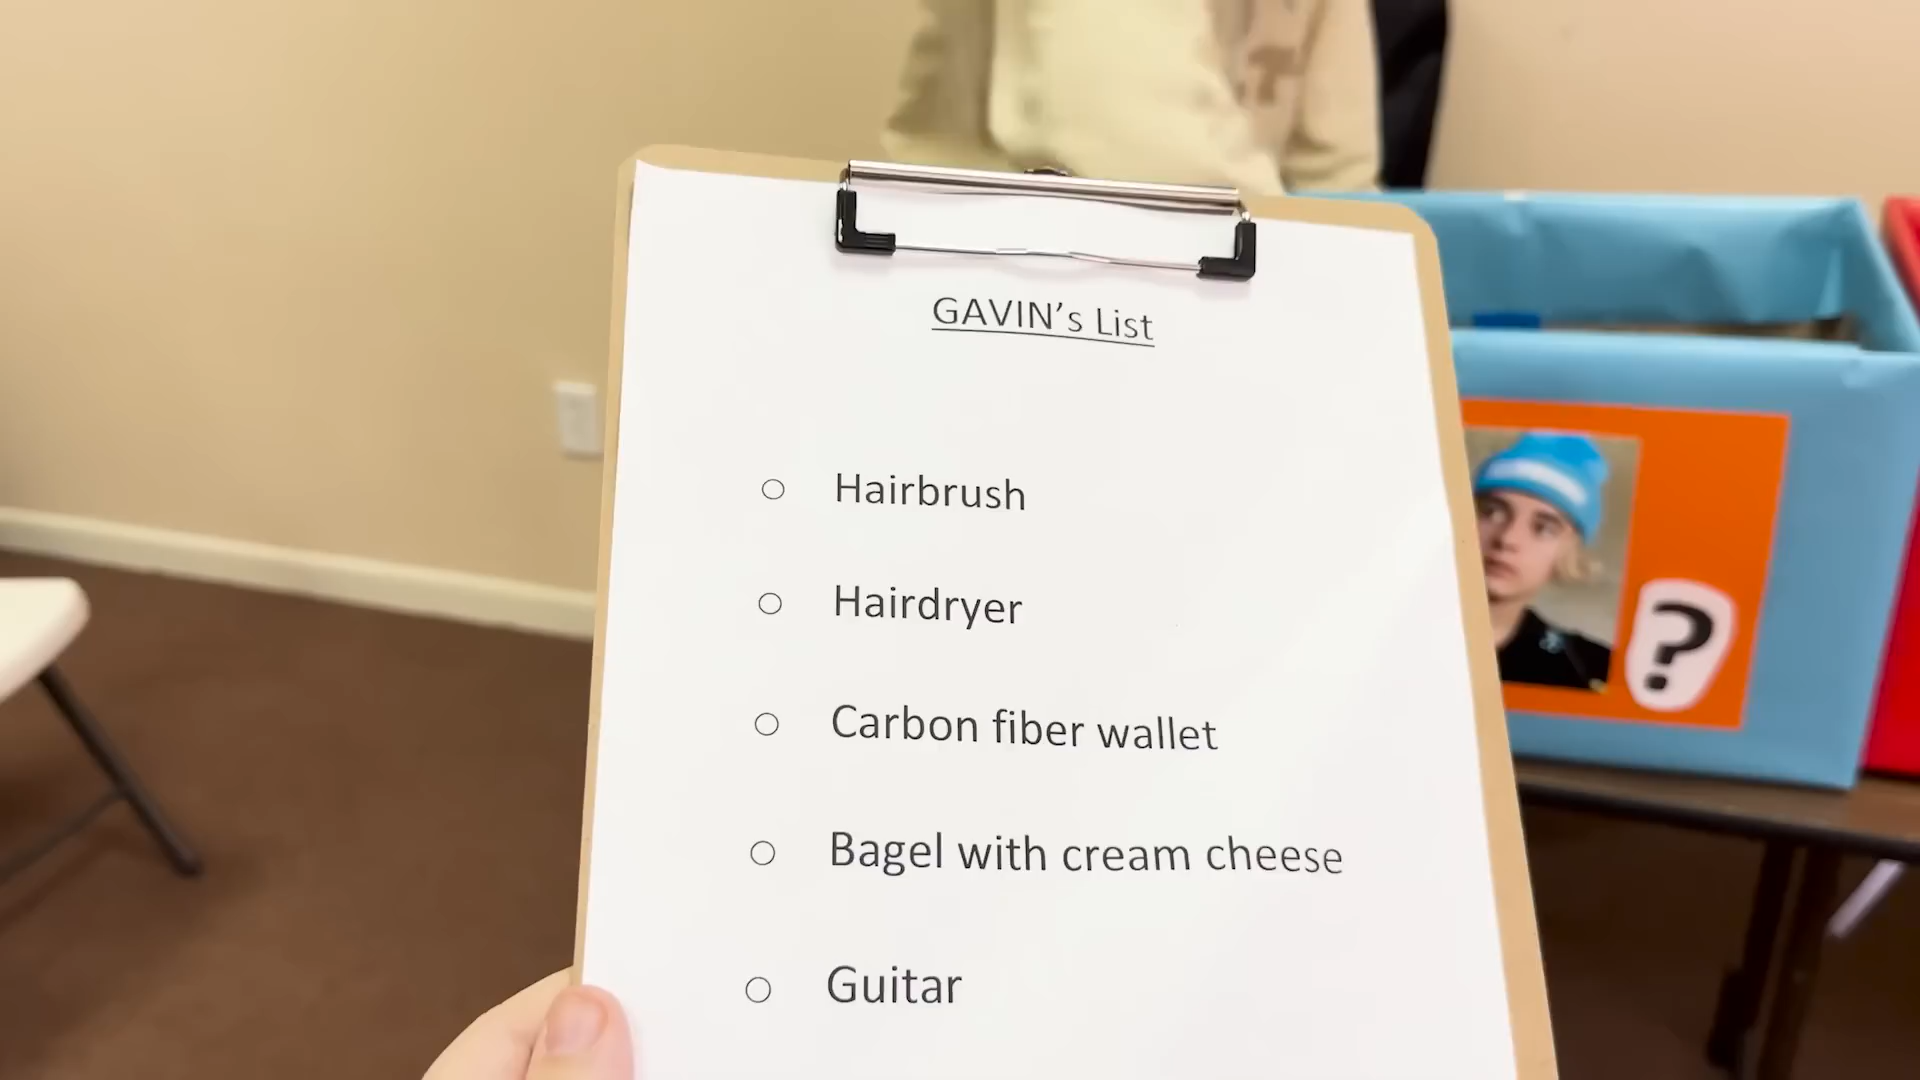 GAVIN's List
Hairbrush
Hairdryer
Carbon fiber wallet
Bagel with cream cheese
Guitar
?